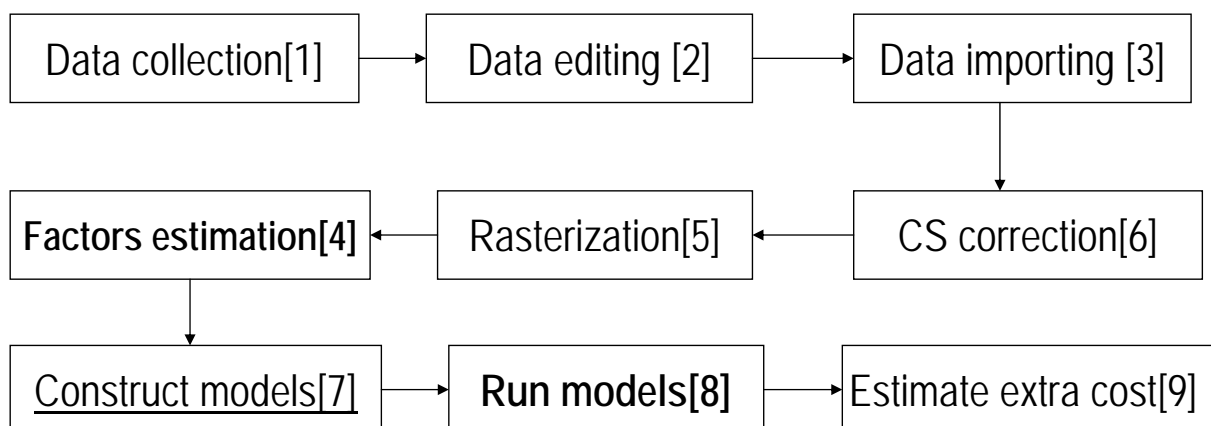 Data collection[1]
Data editing [2]
Data importing [3]
Factors estimation[4]
Rasterization[5]
CS correction[6]
Construct models[7]
Run models[8]
Estimate extra cost[9]